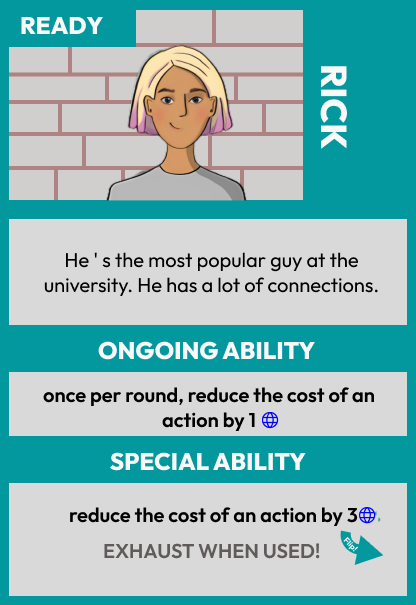 READY
RICK
He ' s the most popular guy at the
university. He has a lot of connections.
ONGOING ABILITY
once per round, reduce the cost of an
action by 1
SPECIAL ABILITY
reduce the cost of an action by 3.
EXHAUST WHEN USED!
Flip!